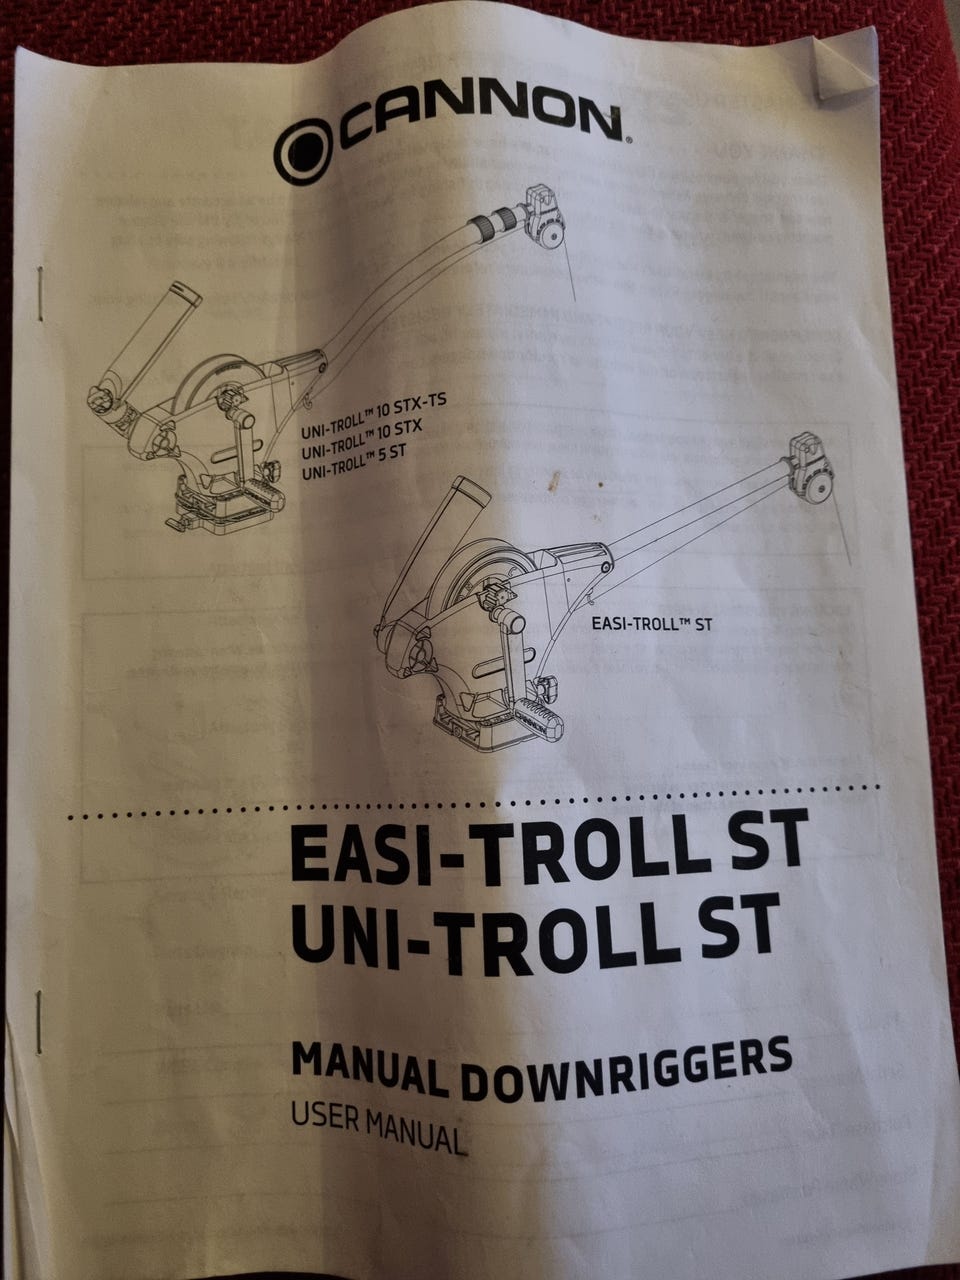 CANNON®
UNI-TROLL™ 10 STX-TS
UNI-TROLL™ 10 STX
UNI-TROLL™ 5 ST
EASI-TROLL™ ST
CANNON
EASI-TROLL ST
UNI-TROLL ST
MANUAL DOWNRIGGERS
USER MANUAL